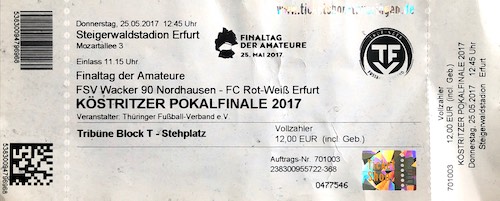 Donnerstag, 25.05.2017 12:45 Uhr
Steigerwaldstadion Erfurt
Mozartallee 3
Einlass 11.15 Uhr
FINALTAG
DER AMATEURE
25. MAI 2017
TF
Finaltag der Amateure
FSV Wacker 90 Nordhausen - FC Rot-Weiß Erfurt
KÖSTRITZER POKALFINALE 2017
Veranstalter: Thüringer Fußball-Verband e.V.
Tribüne Block T - Stehplatz
Vollzahler
12,00 EUR (incl. Geb.)
Auftrags-Nr. 701003
238300955722-368
0477546
5383009479868
5383009479868
Vollzahler
12,00 EUR (incl. Geb.)
KÖSTRITZER POKALFINALE 2017
Donnerstag, 25.05.2017 12:45 Uhr
Steigerwaldstadion Erfurt
701003